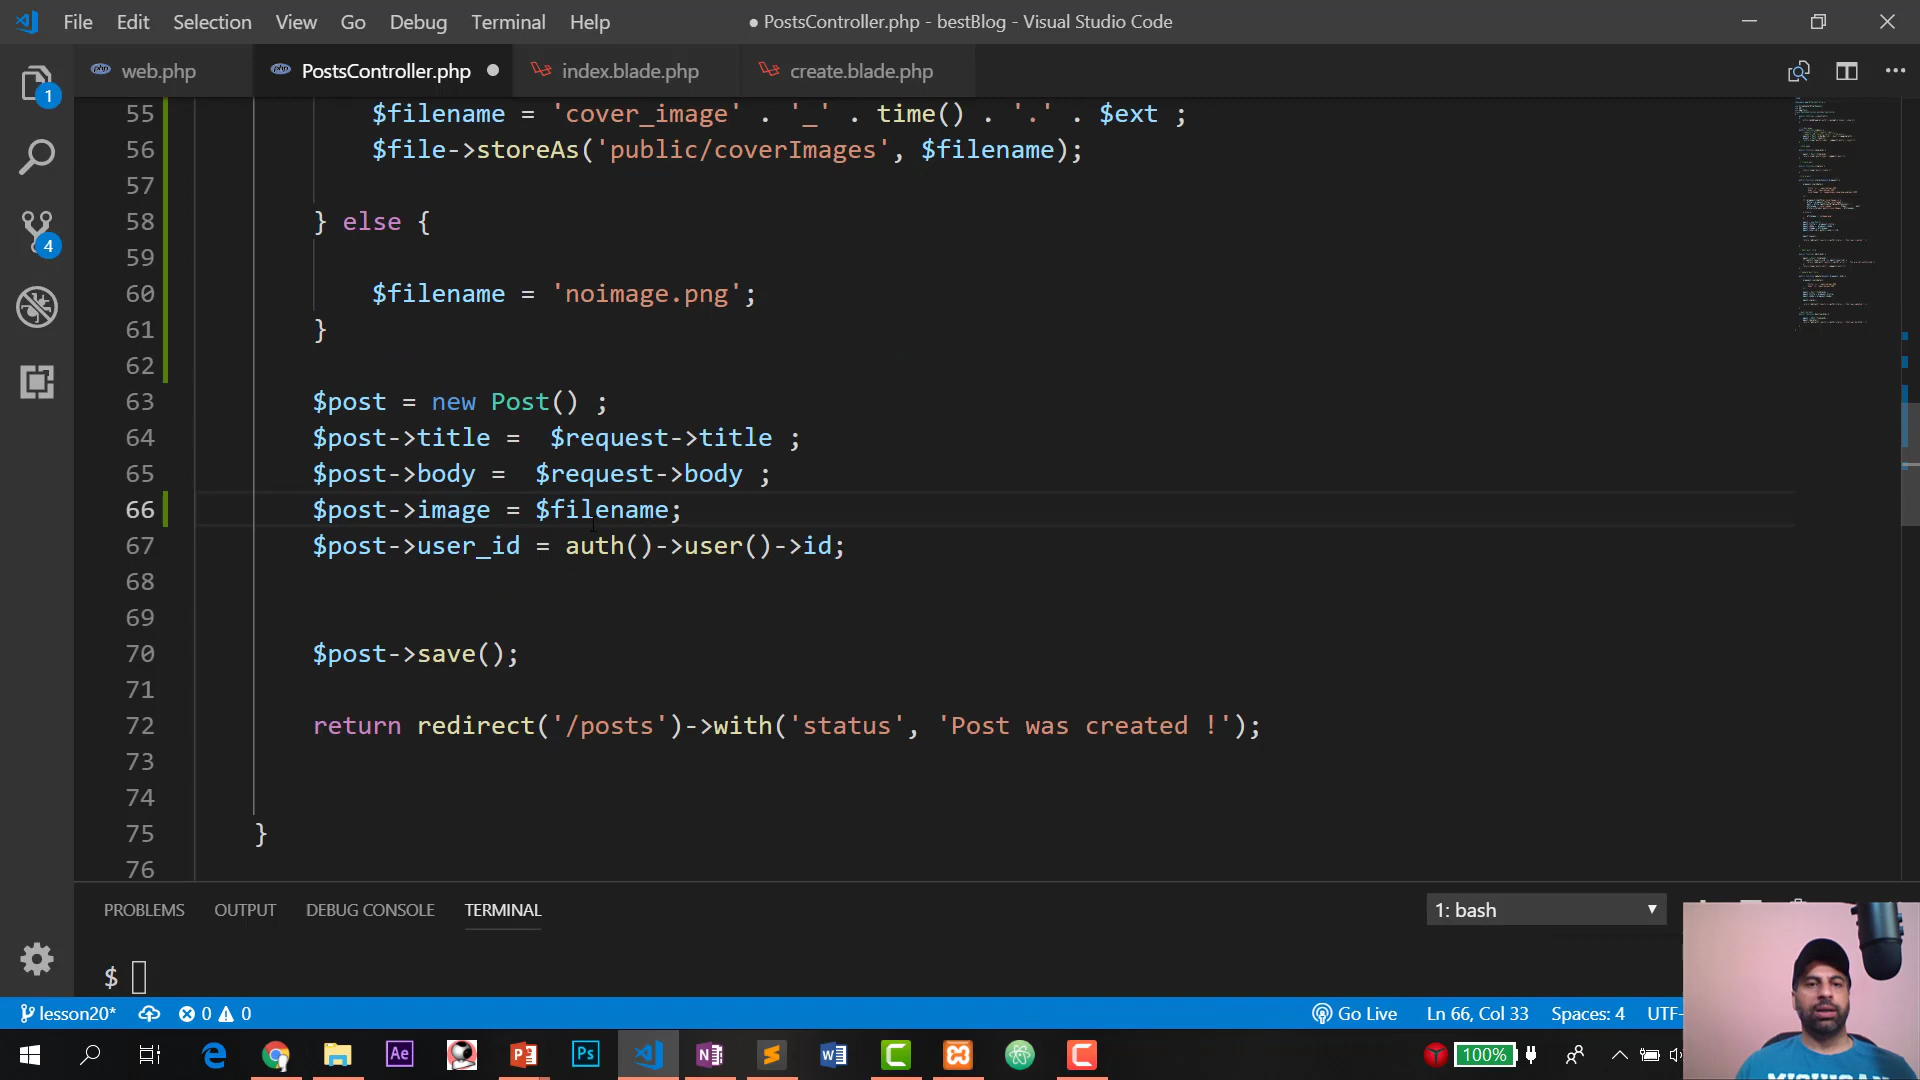 File Edit Selection View Go Debug Terminal Help
● PostsController.php - bestBlog - Visual Studio Code
web.php PostsController.php index.blade.php create.blade.php
55 $filename = 'cover_image' . '_' . time() . '.' . $ext ;
56 $file->storeAs('public/coverImages', $filename);
57
58 } else {
59
60 $filename = 'noimage.png';
61 }
62
63 $post = new Post() ;
64 $post->title =  $request->title ;
65 $post->body =  $request->body ;
66 $post->image = $filename;
67 $post->user_id = auth()->user()->id;
68
69
70 $post->save();
71
72 return redirect('/posts')->with('status', 'Post was created !');
73
74
75 }
76
1
4
PROBLEMS OUTPUT DEBUG CONSOLE TERMINAL 1: bash
$
lesson20* 0 0 Go Live Ln 66, Col 33 Spaces: 4 UTF-
Ae Ps 100%